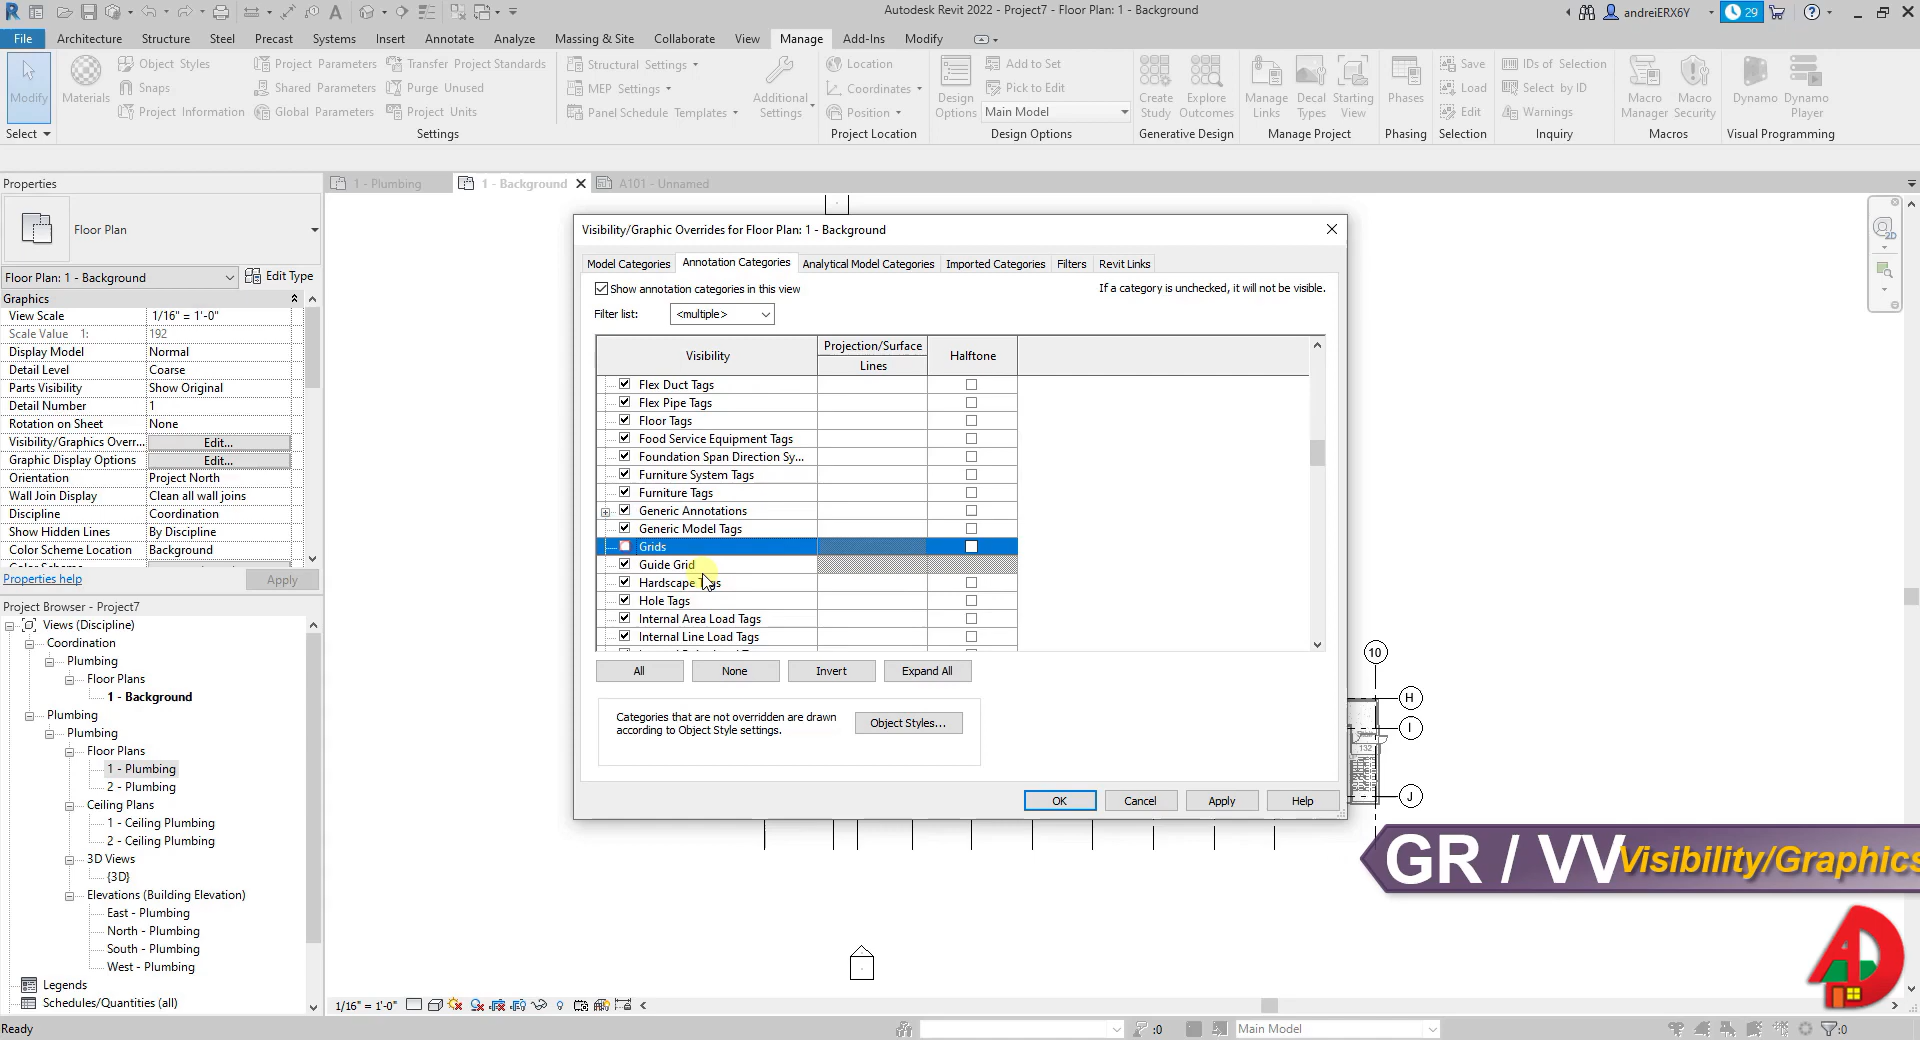 Autodesk Revit 2022 - Project7 - Floor Plan: 1 - Background
andreiERX6Y
29
File Architecture Structure Steel Precast Systems Insert Annotate Analyze Massing & Site Collaborate View Manage Add-Ins Modify
Modify
Select
Materials
Object Styles
Snaps
Project Information
Project Parameters
Shared Parameters
Global Parameters
Transfer Project Standards
Purge Unused
Project Units
Settings
Structural Settings
MEP Settings
Panel Schedule Templates
Additional Settings
Location
Coordinates
Position
Project Location
Design Options
Add to Set
Pick to Edit
Main Model
Design Options
Create Study
Explore Outcomes
Generative Design
Manage Links
Decal Types
Starting View
Manage Project
Phases
Phasing
Save
Load
Edit
Selection
IDs of Selection
Select by ID
Warnings
Inquiry
Macro Manager
Macro Security
Macros
Dynamo
Dynamo Player
Visual Programming
Properties
1 - Plumbing
1 - Background
A101 - Unnamed
Floor Plan
Floor Plan: 1 - Background
Edit Type
Graphics
View Scale 1/16" = 1'-0"
Scale Value 1: 192
Display Model Normal
Detail Level Coarse
Parts Visibility Show Original
Detail Number 1
Rotation on Sheet None
Visibility/Graphics Overr... Edit...
Graphic Display Options Edit...
Orientation Project North
Wall Join Display Clean all wall joins
Discipline Coordination
Show Hidden Lines By Discipline
Color Scheme Location Background
Properties help
Apply
Project Browser - Project7
Views (Discipline)
Coordination
Plumbing
Floor Plans
1 - Background
Plumbing
Plumbing
Floor Plans
1 - Plumbing
2 - Plumbing
Ceiling Plans
1 - Ceiling Plumbing
2 - Ceiling Plumbing
3D Views
{3D}
Elevations (Building Elevation)
East - Plumbing
North - Plumbing
South - Plumbing
West - Plumbing
Legends
Schedules/Quantities (all)
Visibility/Graphic Overrides for Floor Plan: 1 - Background
Model Categories Annotation Categories Analytical Model Categories Imported Categories Filters Revit Links
Show annotation categories in this view
If a category is unchecked, it will not be visible.
Filter list: <multiple>
Visibility
Projection/Surface
Lines
Halftone
Flex Duct Tags
Flex Pipe Tags
Floor Tags
Food Service Equipment Tags
Foundation Span Direction Sy...
Furniture System Tags
Furniture Tags
Generic Annotations
Generic Model Tags
Grids
Guide Grid
Hardscape Tags
Hole Tags
Internal Area Load Tags
Internal Line Load Tags
All None Invert Expand All
Categories that are not overridden are drawn
according to Object Style settings.
Object Styles...
OK Cancel Apply Help
10
H
I
J
132
2D
GR / VV Visibility/Graphics
1/16" = 1'-0"
Ready
:0
Main Model
:0